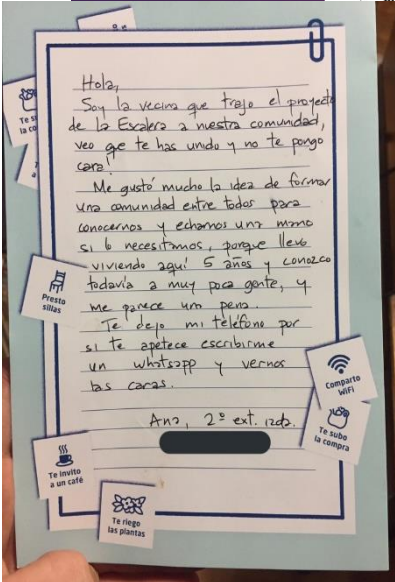 Hola,
Soy la vecina que trajo el proyecto
de la Escalera a nuestra comunidad,
veo que te has unido y no te pongo
cara!
Me gustó mucho la idea de formar
una comunidad entre todos para
conocernos y echarnos una mano
si lo necesitamos, porque llevo
viviendo aquí 5 años y conozco
todavía a muy poca gente, y
me parece una pena.
Te dejo mi teléfono por
si te apetece escribirme
un whatsapp y vernos
las caras.
Ana, 2º ext. izda.
Presto
sillas
Comparto
WiFi
Te subo
la compra
Te invito
a un café
Te riego
las plantas